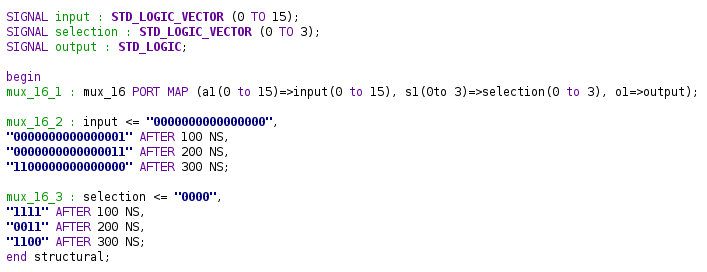 SIGNAL input : STD_LOGIC_VECTOR (0 TO 15);
SIGNAL selection : STD_LOGIC_VECTOR (0 TO 3);
SIGNAL output : STD_LOGIC;
begin
mux_16_1 : mux_16 PORT MAP (a1(0 to 15)=>input(0 to 15), s1(0to 3)=>selection(0 to 3), o1=>output);
mux_16_2 : input <= "0000000000000000",
"0000000000000001" AFTER 100 NS,
"0000000000000011" AFTER 200 NS,
"1100000000000000" AFTER 300 NS;
mux_16_3 : selection <= "0000",
"1111" AFTER 100 NS,
"0011" AFTER 200 NS,
"1100" AFTER 300 NS;
end structural;